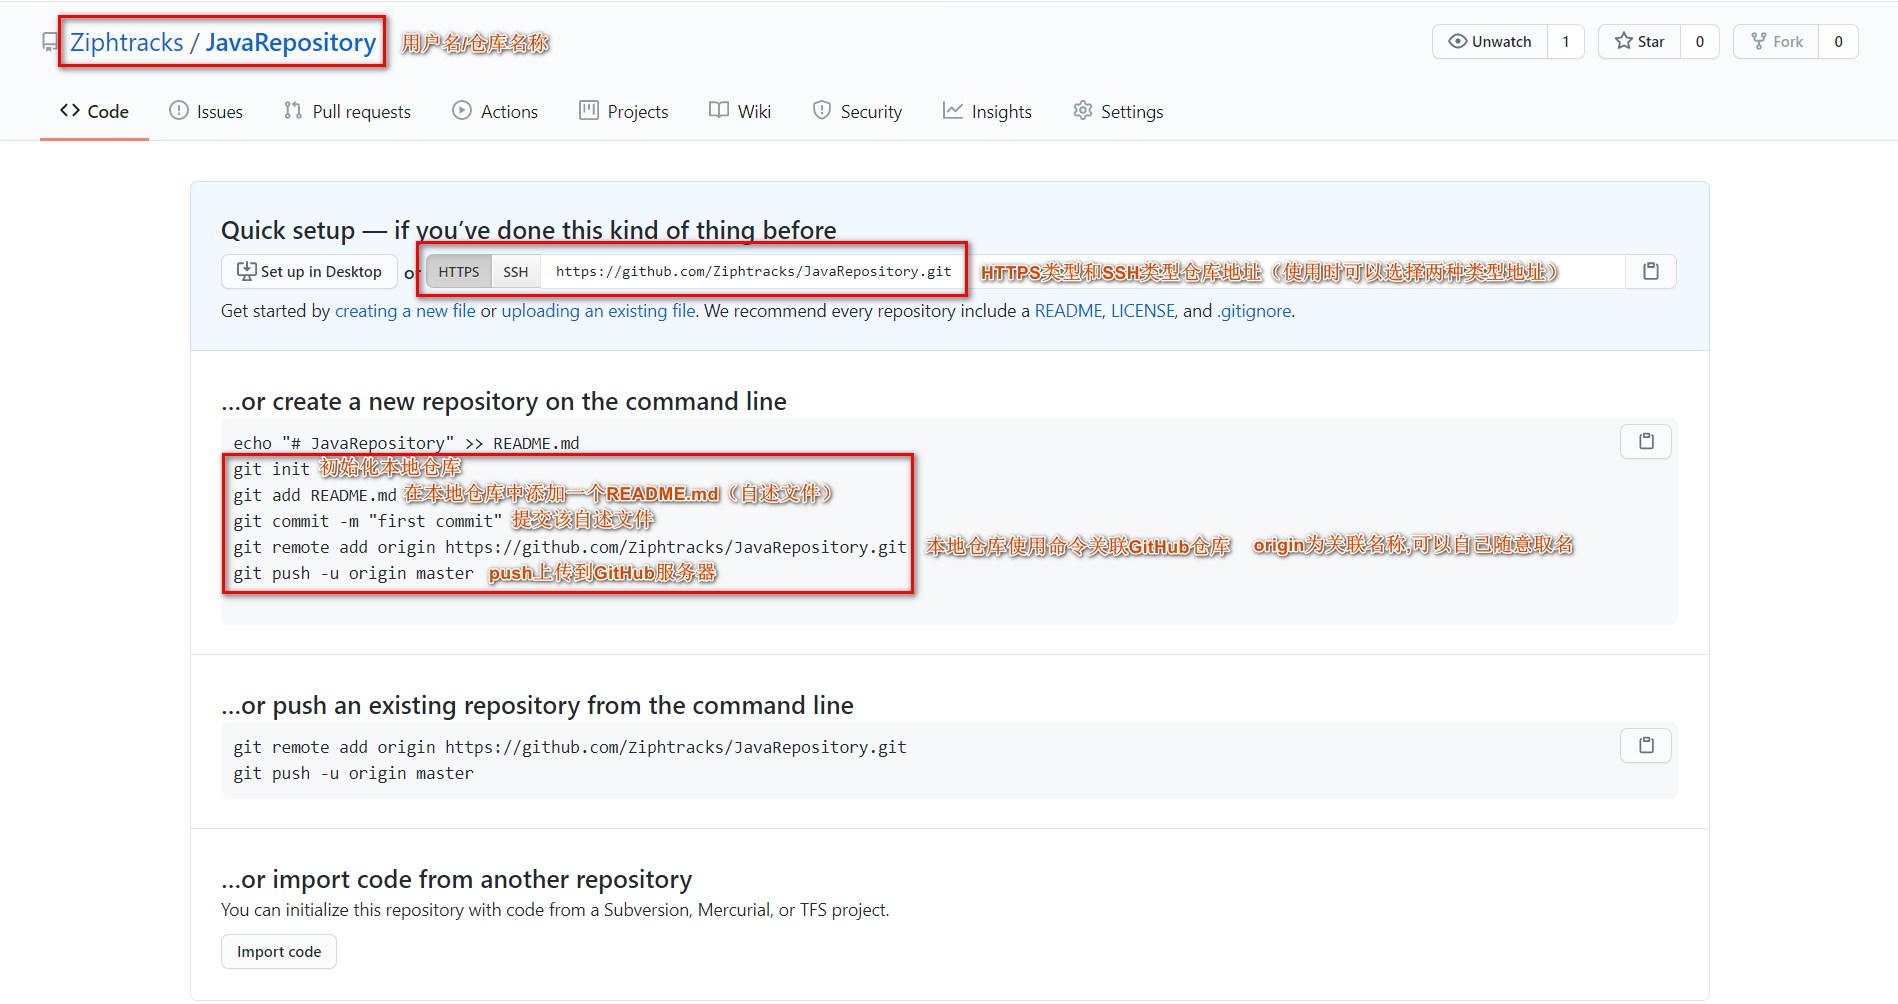 Ziphtracks / JavaRepository 用户名/仓库名称 Unwatch 1 Star 0 Fork 0
Code Issues Pull requests Actions Projects Wiki Security Insights Settings
Quick setup — if you’ve done this kind of thing before
Set up in Desktop or HTTPS SSH https://github.com/Ziphtracks/JavaRepository.git HTTPS类型和SSH类型仓库地址（使用时可以选择两种类型地址）
Get started by creating a new file or uploading an existing file. We recommend every repository include a README, LICENSE, and .gitignore.
…or create a new repository on the command line
echo "# JavaRepository" >> README.md
git init 初始化本地仓库
git add README.md 在本地仓库中添加一个README.md（自述文件）
git commit -m "first commit" 提交该自述文件
git remote add origin https://github.com/Ziphtracks/JavaRepository.git 本地仓库使用命令关联GitHub仓库 origin为关联名称,可以自己随意取名
git push -u origin master push上传到GitHub服务器
…or push an existing repository from the command line
git remote add origin https://github.com/Ziphtracks/JavaRepository.git
git push -u origin master
…or import code from another repository
You can initialize this repository with code from a Subversion, Mercurial, or TFS project.
Import code